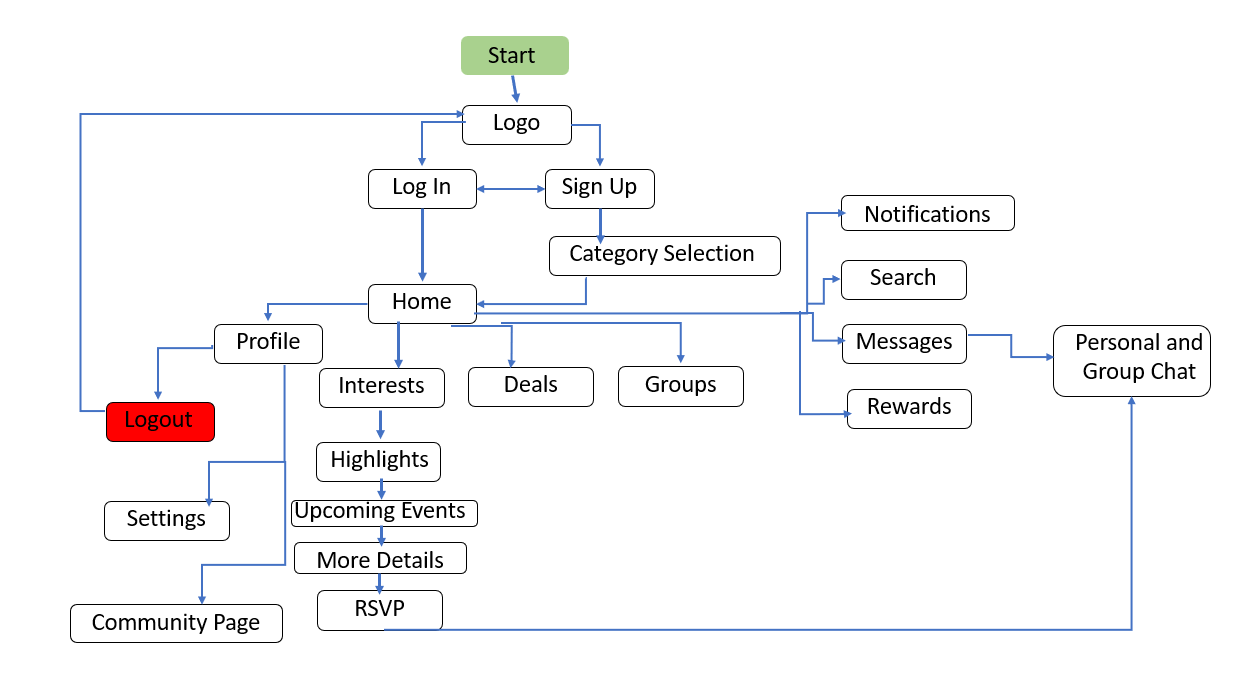 Start
Logo
Log In
Sign Up
Notifications
Category Selection
Search
Home
Profile
Messages
Personal and
Group Chat
Interests
Deals
Groups
Rewards
Logout
Highlights
Upcoming Events
Settings
More Details
RSVP
Community Page